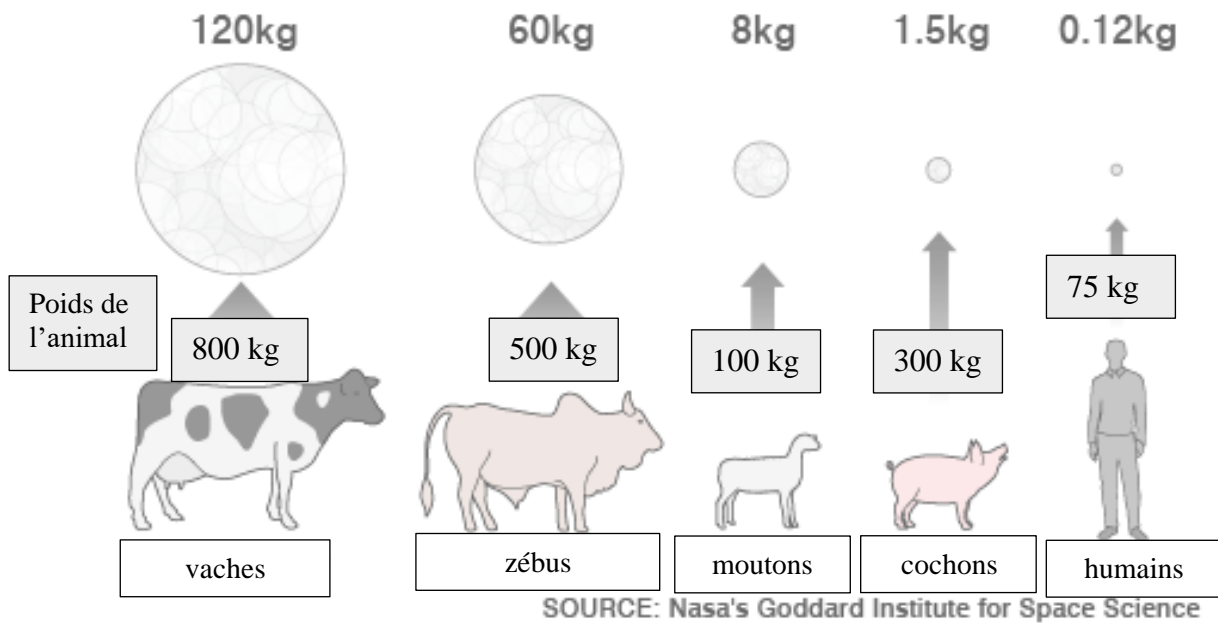 120kg 60kg 8kg 1.5kg 0.12kg
Poids de
l’animal
800 kg
500 kg
100 kg
300 kg
75 kg
vaches
zébus
moutons
cochons
humains
SOURCE: Nasa's Goddard Institute for Space Science